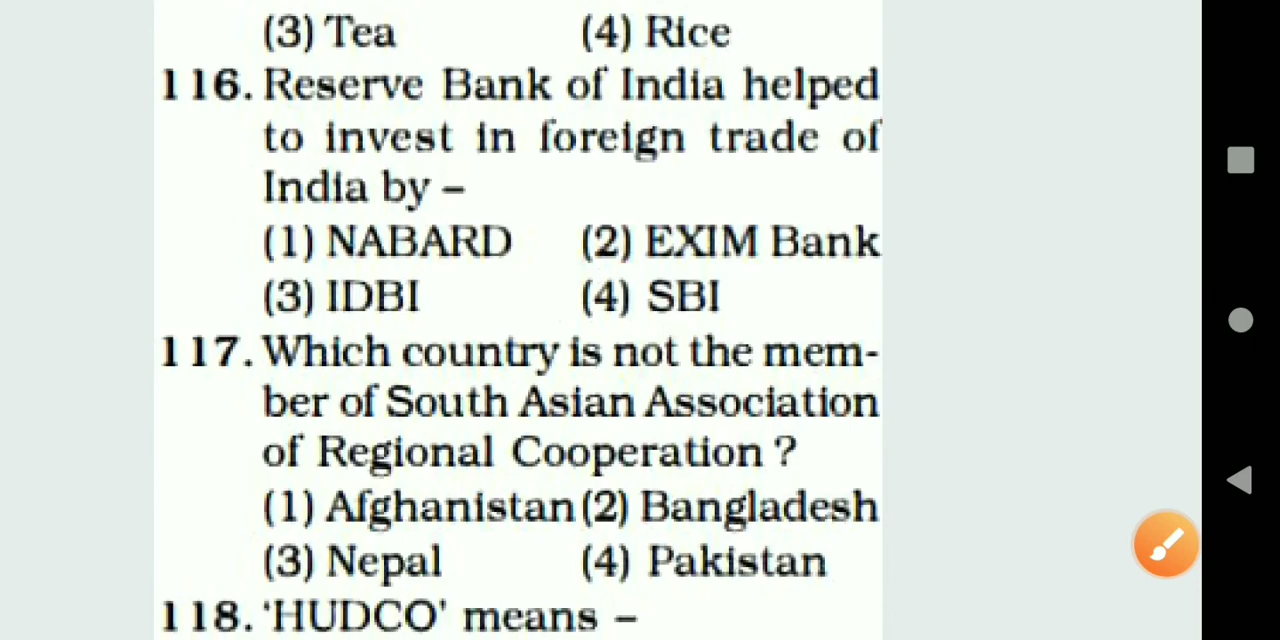 (3) Tea (4) Rice
116. Reserve Bank of India helped
to invest in foreign trade of
India by –
(1) NABARD (2) EXIM Bank
(3) IDBI (4) SBI
117. Which country is not the mem-
ber of South Asian Association
of Regional Cooperation ?
(1) Afghanistan (2) Bangladesh
(3) Nepal (4) Pakistan
118. 'HUDCO' means –